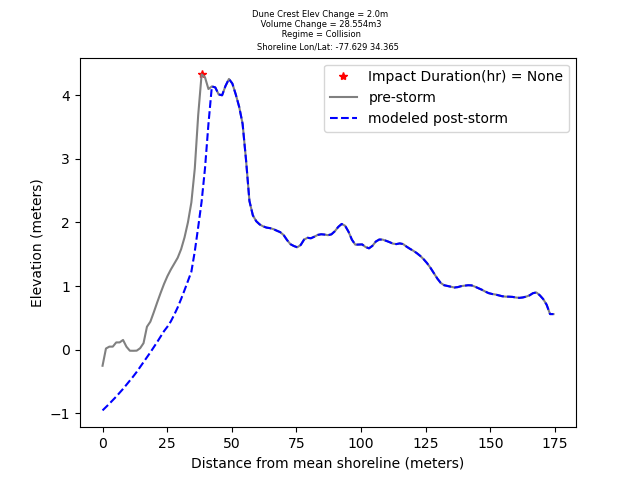 Dune Crest Elev Change = 2.0m
Volume Change = 28.554m3
Regime = Collision
Shoreline Lon/Lat: -77.629 34.365
Impact Duration(hr) = None
pre-storm
modeled post-storm
Elevation (meters)
4
3
2
1
0
−1
0 25 50 75 100 125 150 175
Distance from mean shoreline (meters)